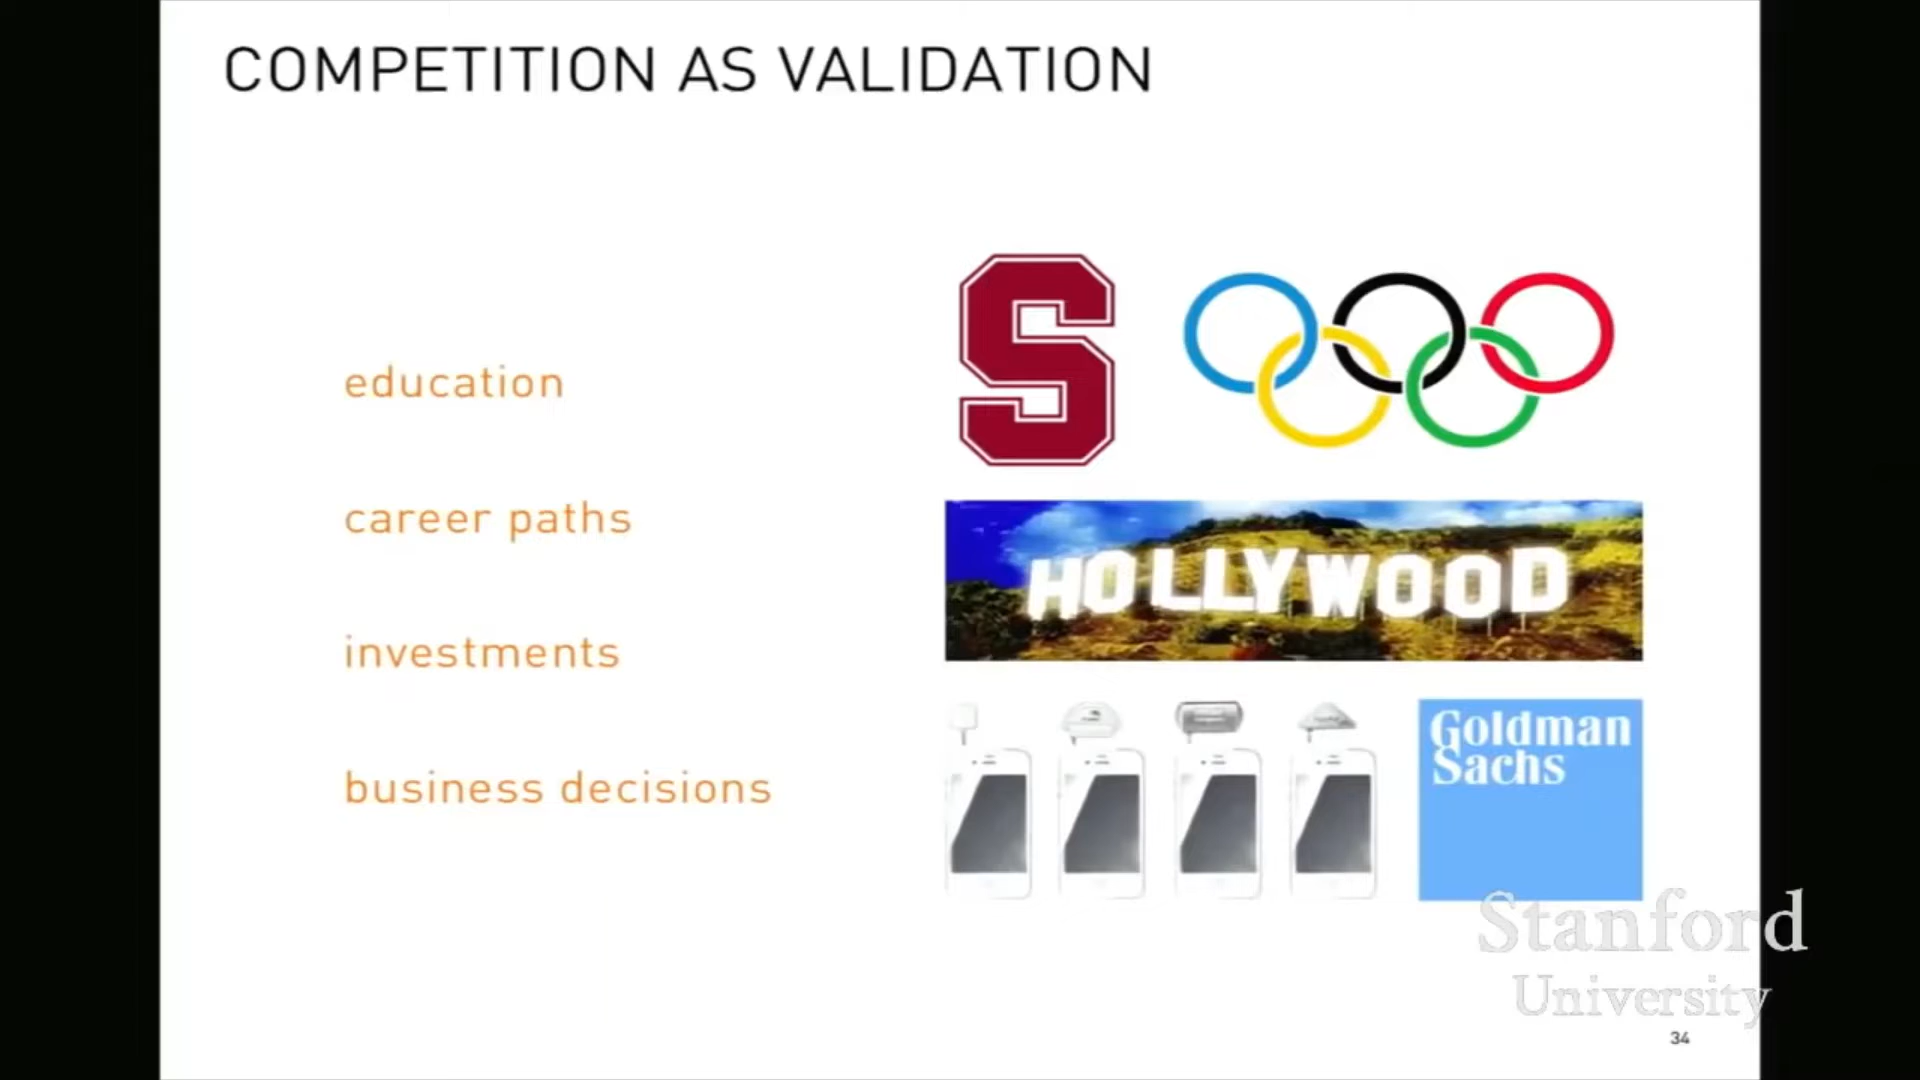 COMPETITION AS VALIDATION
education
career paths
investments
business decisions
S
HOLLYWOOD
Goldman
Sachs
Stanford
University
34